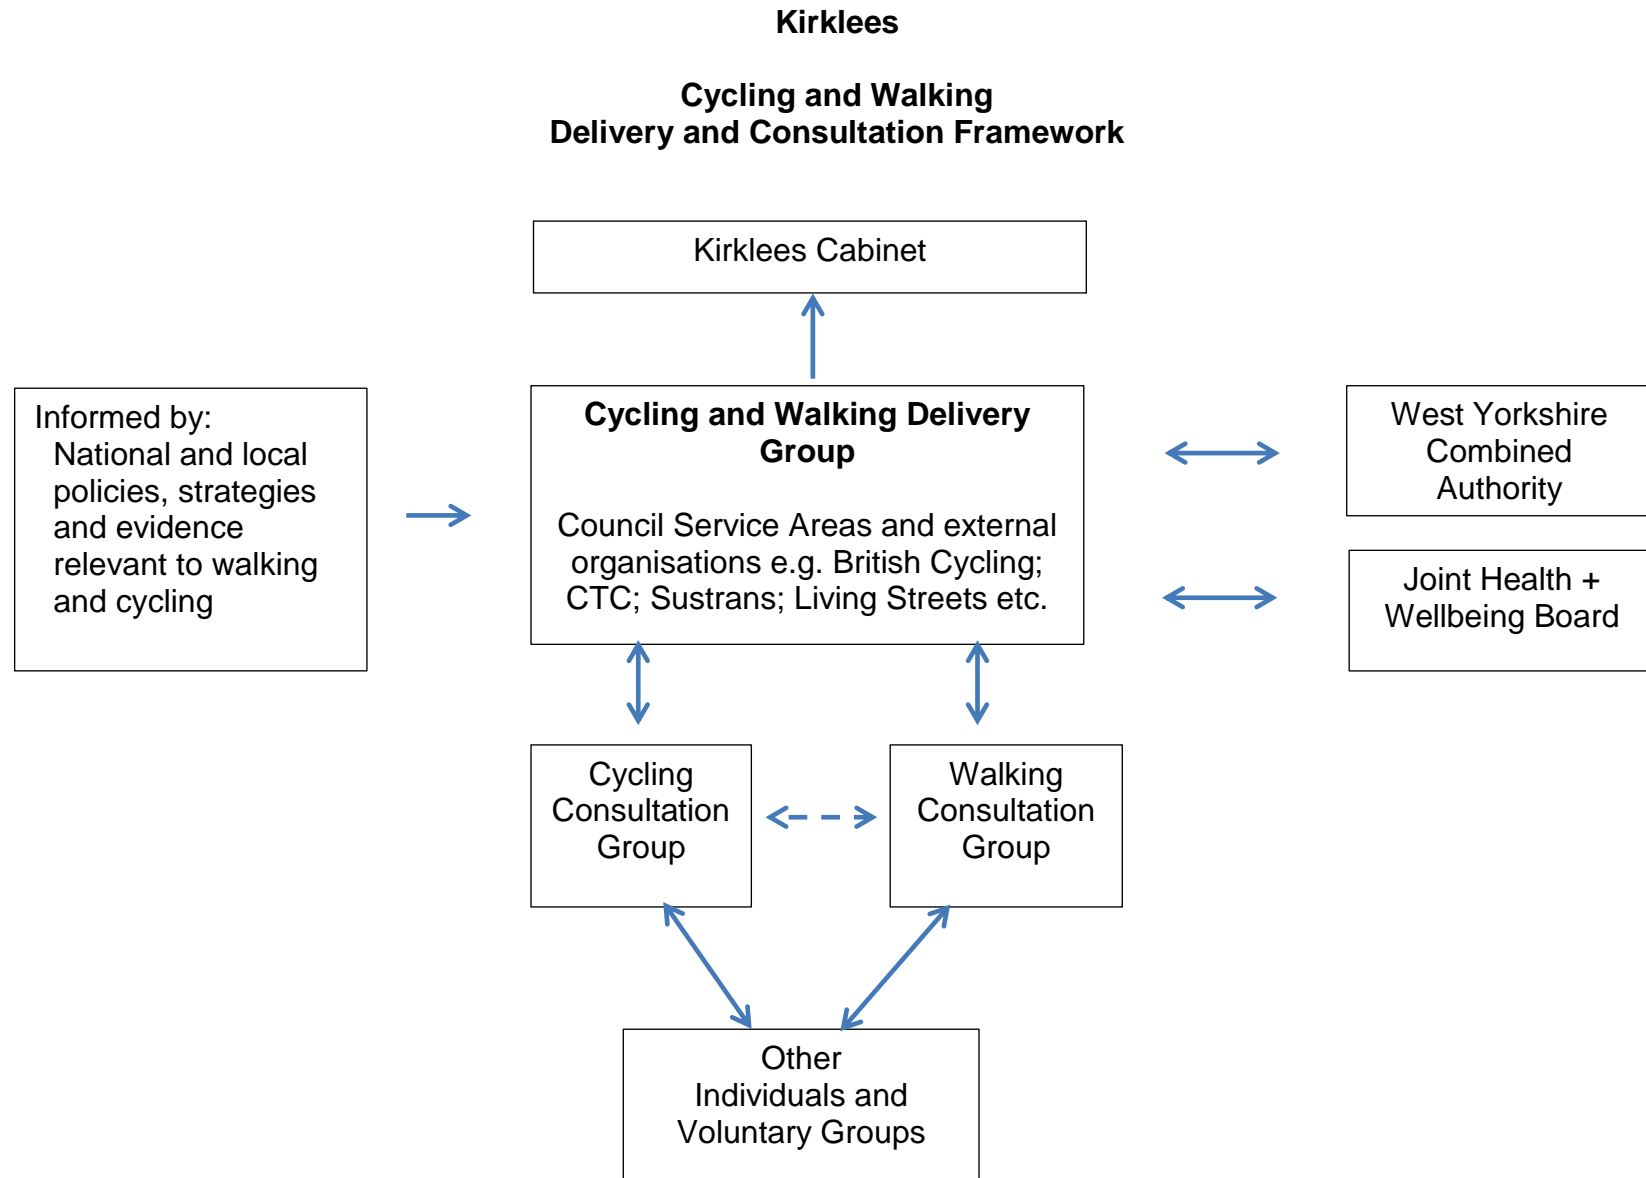 Kirklees
Cycling and Walking
Delivery and Consultation Framework
Kirklees Cabinet
Informed by:
National and local
policies, strategies
and evidence
relevant to walking
and cycling
Cycling and Walking Delivery
Group
Council Service Areas and external
organisations e.g. British Cycling;
CTC; Sustrans; Living Streets etc.
West Yorkshire
Combined
Authority
Joint Health +
Wellbeing Board
Cycling
Consultation
Group
Walking
Consultation
Group
Other
Individuals and
Voluntary Groups